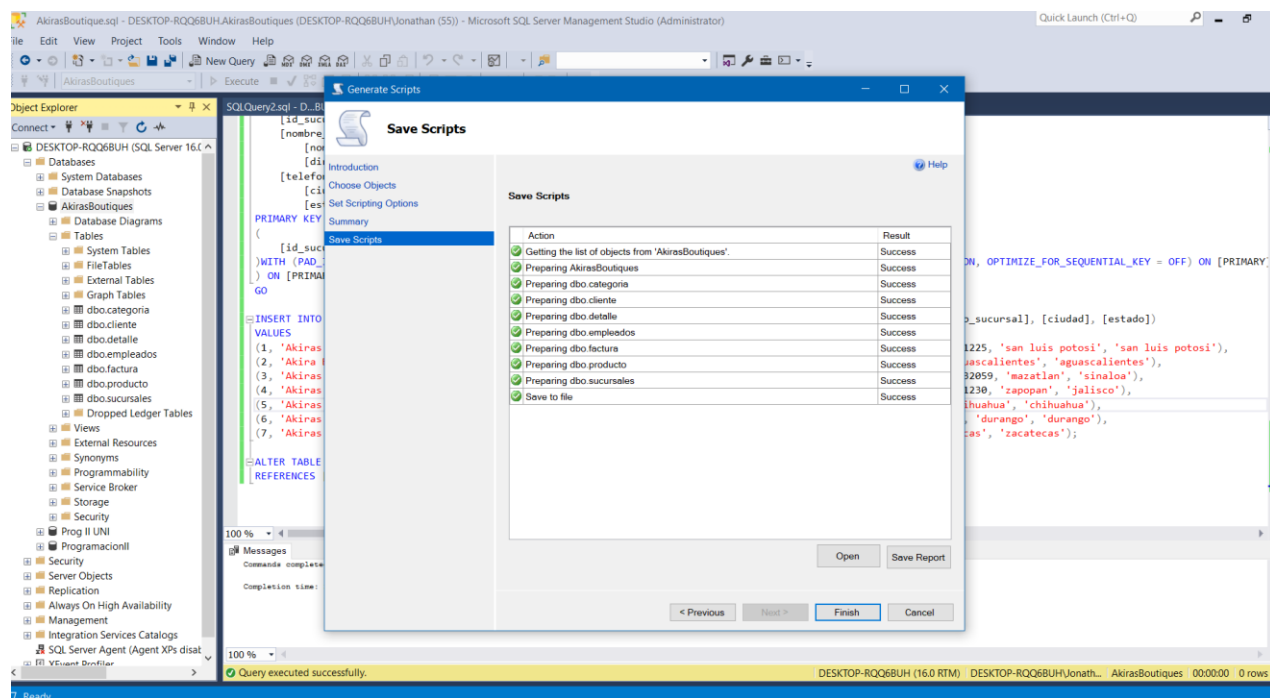 AkirasBoutique.sql - DESKTOP-RQQ6BUH.AkirasBoutiques (DESKTOP-RQQ6BUH\Jonathan (55)) - Microsoft SQL Server Management Studio (Administrator)
Quick Launch (Ctrl+Q)
ile Edit View Project Tools Window Help
New Query
AkirasBoutiques
Execute
Object Explorer
Connect
DESKTOP-RQQ6BUH (SQL Server 16.(
Databases
System Databases
Database Snapshots
AkirasBoutiques
Database Diagrams
Tables
System Tables
FileTables
External Tables
Graph Tables
dbo.categoria
dbo.cliente
dbo.detalle
dbo.empleados
dbo.factura
dbo.producto
dbo.sucursales
Dropped Ledger Tables
Views
External Resources
Synonyms
Programmability
Service Broker
Storage
Security
Prog II UNI
ProgramacionII
Security
Server Objects
Replication
Always On High Availability
Management
Integration Services Catalogs
SQL Server Agent (Agent XPs disab
XEvent Profiler
SQLQuery2.sql - D...BU
[id_suc
[nombre_
[no
[di
[telefo
[ci
[es
PRIMARY KEY
(
[id_suc
)WITH (PAD_
) ON [PRIMA
GO
INSERT INTO
VALUES
(1, 'Akiras
(2, 'Akira
(3, 'Akiras
(4, 'Akiras
(5, 'Akiras
(6, 'Akiras
(7, 'Akiras
ALTER TABLE
REFERENCES
ON, OPTIMIZE_FOR_SEQUENTIAL_KEY = OFF) ON [PRIMARY]
o_sucursal], [ciudad], [estado])
1225, 'san luis potosi', 'san luis potosi'),
uascalientes', 'aguascalientes'),
32059, 'mazatlan', 'sinaloa'),
1230, 'zapopan', 'jalisco'),
ihuahua', 'chihuahua'),
, 'durango', 'durango'),
cas', 'zacatecas');
100 %
Messages
Commands complete
Completion time:
100 %
Generate Scripts
Save Scripts
Help
Introduction
Choose Objects
Set Scripting Options
Summary
Save Scripts
Save Scripts
Action Result
Getting the list of objects from 'AkirasBoutiques'. Success
Preparing AkirasBoutiques Success
Preparing dbo.categoria Success
Preparing dbo.cliente Success
Preparing dbo.detalle Success
Preparing dbo.empleados Success
Preparing dbo.factura Success
Preparing dbo.producto Success
Preparing dbo.sucursales Success
Save to file Success
Open Save Report
< Previous Next > Finish Cancel
Query executed successfully. DESKTOP-RQQ6BUH (16.0 RTM) DESKTOP-RQQ6BUH\Jonath... AkirasBoutiques 00:00:00 0 rows
Ready